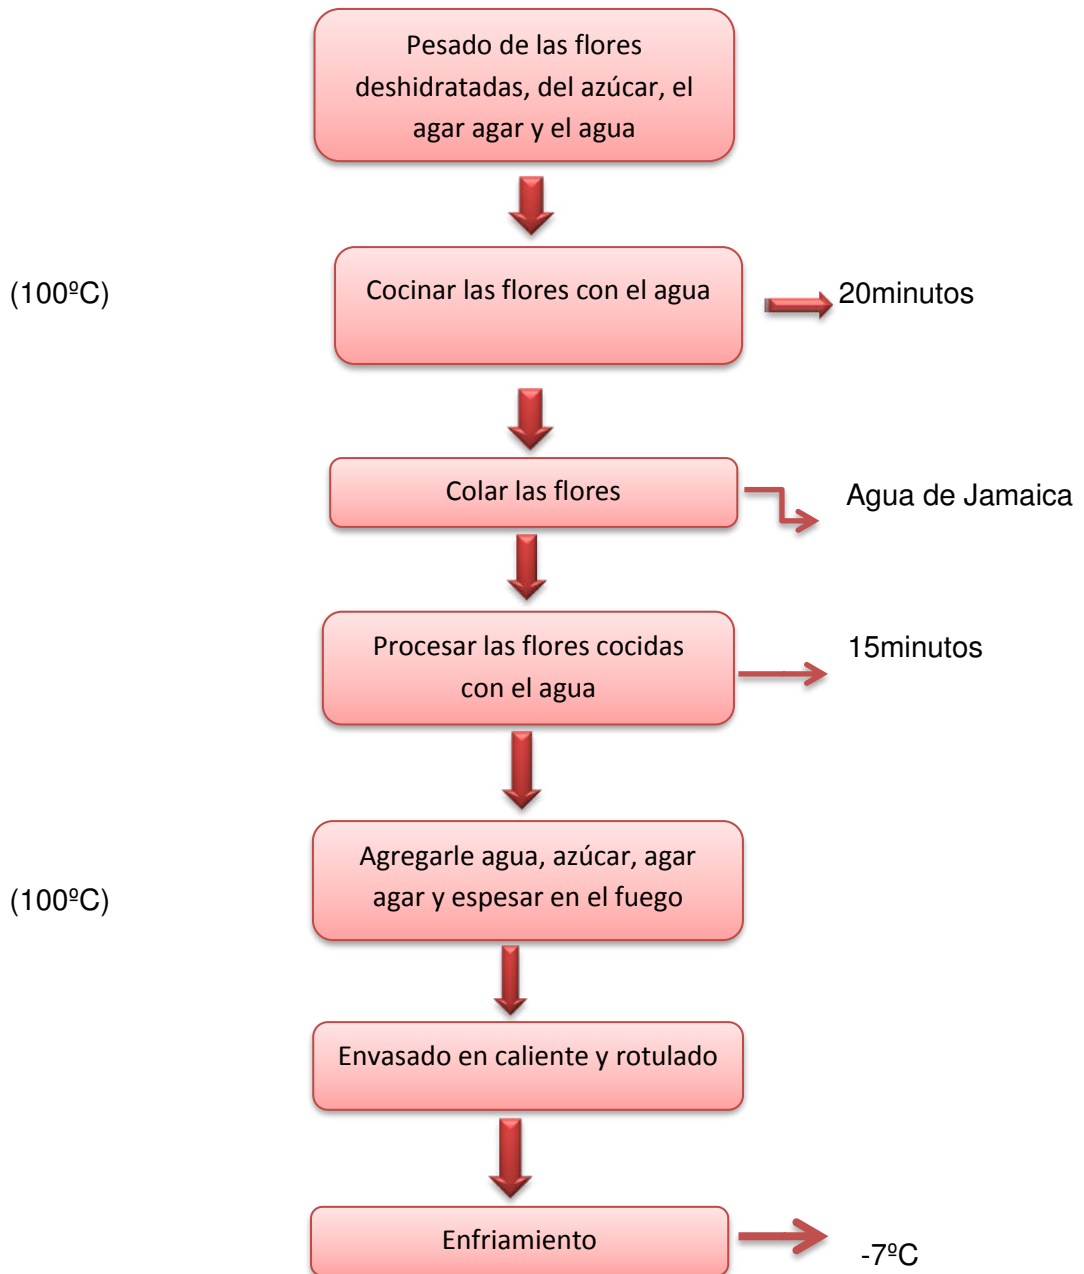 Pesado de las flores
deshidratadas, del azúcar, el
agar agar y el agua
(100ºC)
Cocinar las flores con el agua
20minutos
Colar las flores
Agua de Jamaica
Procesar las flores cocidas
con el agua
15minutos
Agregarle agua, azúcar, agar
agar y espesar en el fuego
(100ºC)
Envasado en caliente y rotulado
Enfriamiento
-7ºC